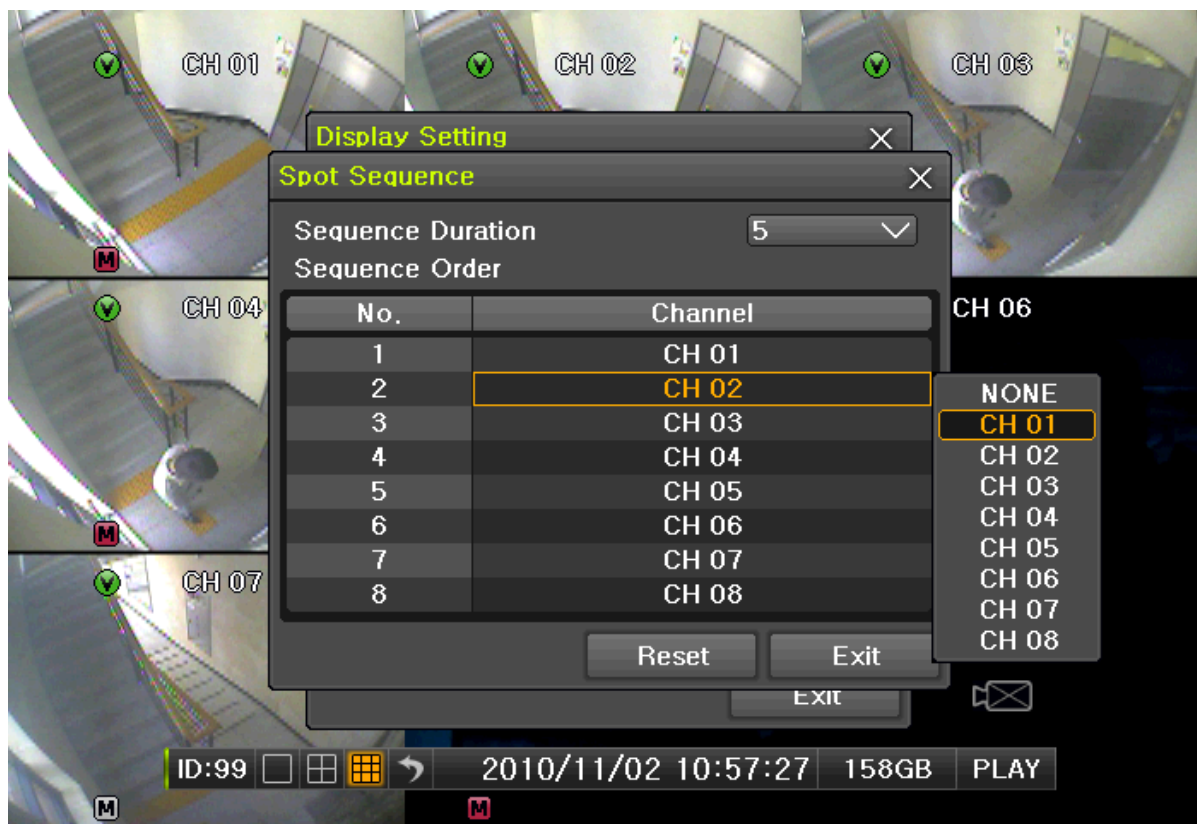 CH 01
CH 02
CH 03
Display Setting
Spot Sequence
Sequence Duration 5
Sequence Order
CH 04
CH 06
No. Channel
1 CH 01
2 CH 02
3 CH 03
4 CH 04
5 CH 05
6 CH 06
7 CH 07
8 CH 08
NONE
CH 01
CH 02
CH 03
CH 04
CH 05
CH 06
CH 07
CH 08
M
M
CH 07
Reset Exit
Exit
ID:99 2010/11/02 10:57:27 158GB PLAY
M
M